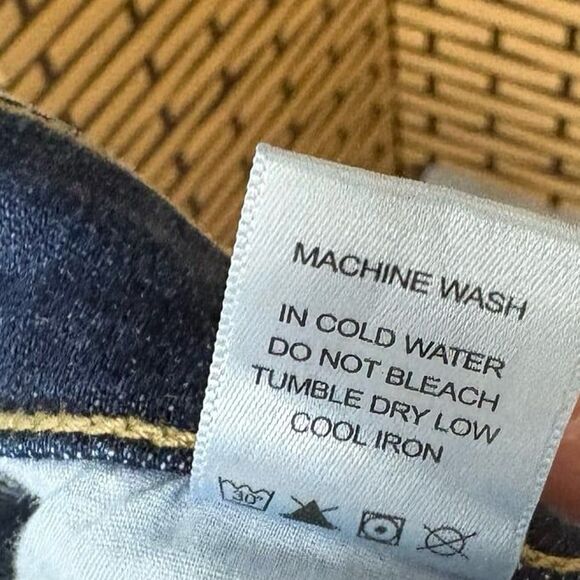 MACHINE WASH
IN COLD WATER
DO NOT BLEACH
TUMBLE DRY LOW
COOL IRON
30°